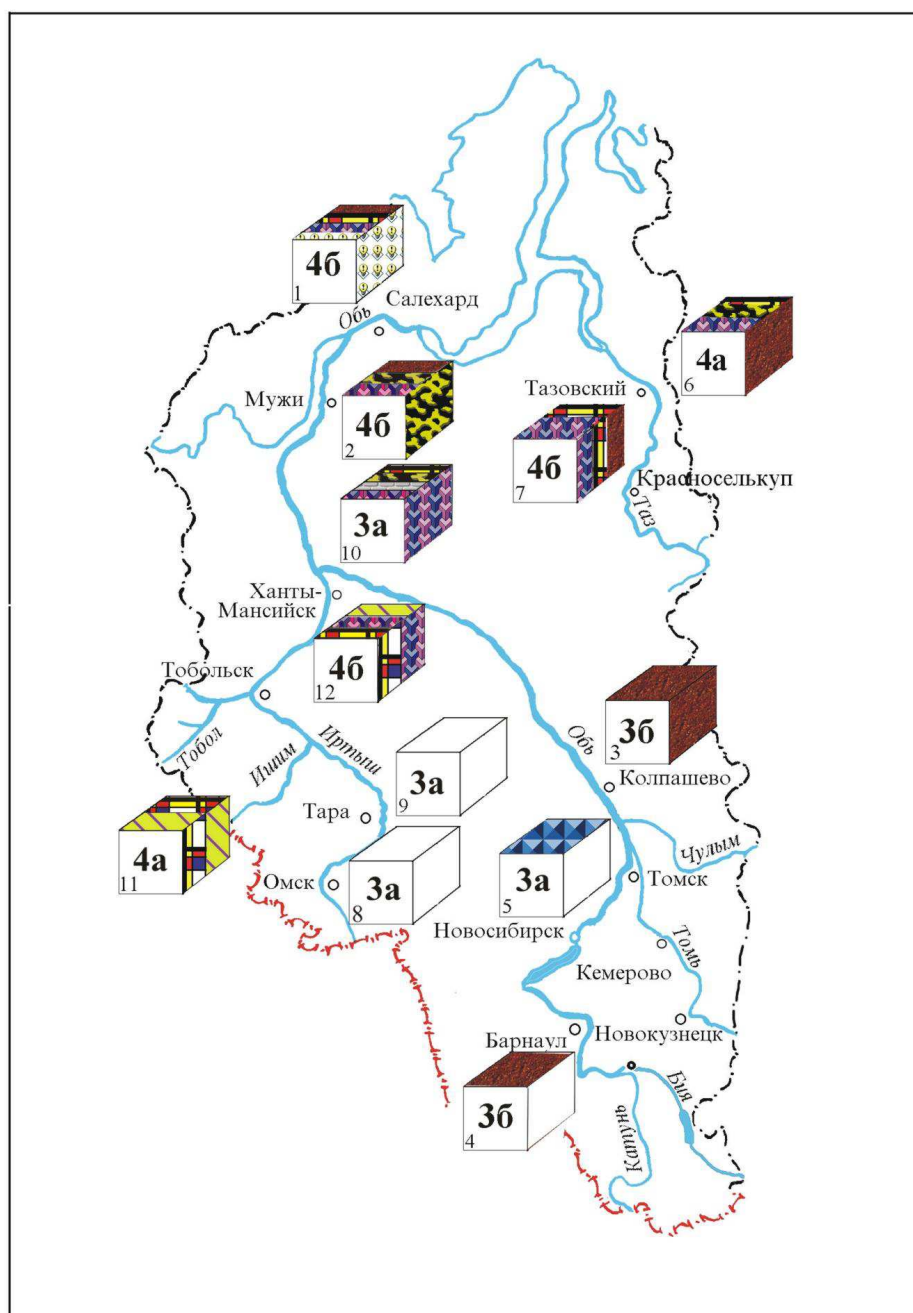 4б
1
Обь
Салехард
4а
6
Мужи
4б
2
Тазовский
4б
7
Красноселькуп
Таз
3а
10
Ханты-
Мансийск
4б
12
Тобольск
Тобол
Ишим
Иртыш
Обь
3б
3
Колпашево
3а
9
Тара
Чулым
4а
11
Омск
3а
8
3а
5
Томск
Новосибирск
Томь
Кемерово
Новокузнецк
Барнаул
Бия
Катунь
3б
4